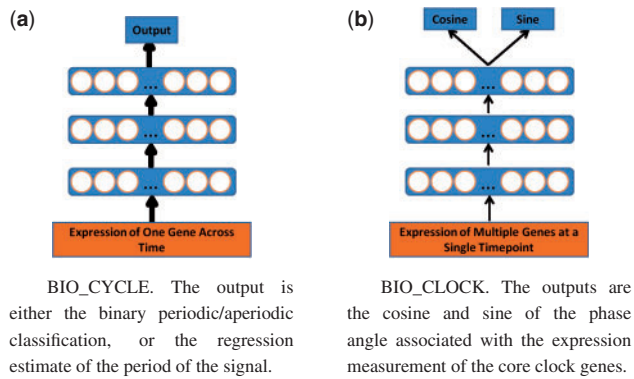 (a)
Output
...
...
...
Expression of One Gene Across
Time
BIO_CYCLE. The output is
either the binary periodic/aperiodic
classification, or the regression
estimate of the period of the signal.
(b)
Cosine
Sine
...
...
...
Expression of Multiple Genes at a
Single Timepoint
BIO_CLOCK. The outputs are
the cosine and sine of the phase
angle associated with the expression
measurement of the core clock genes.